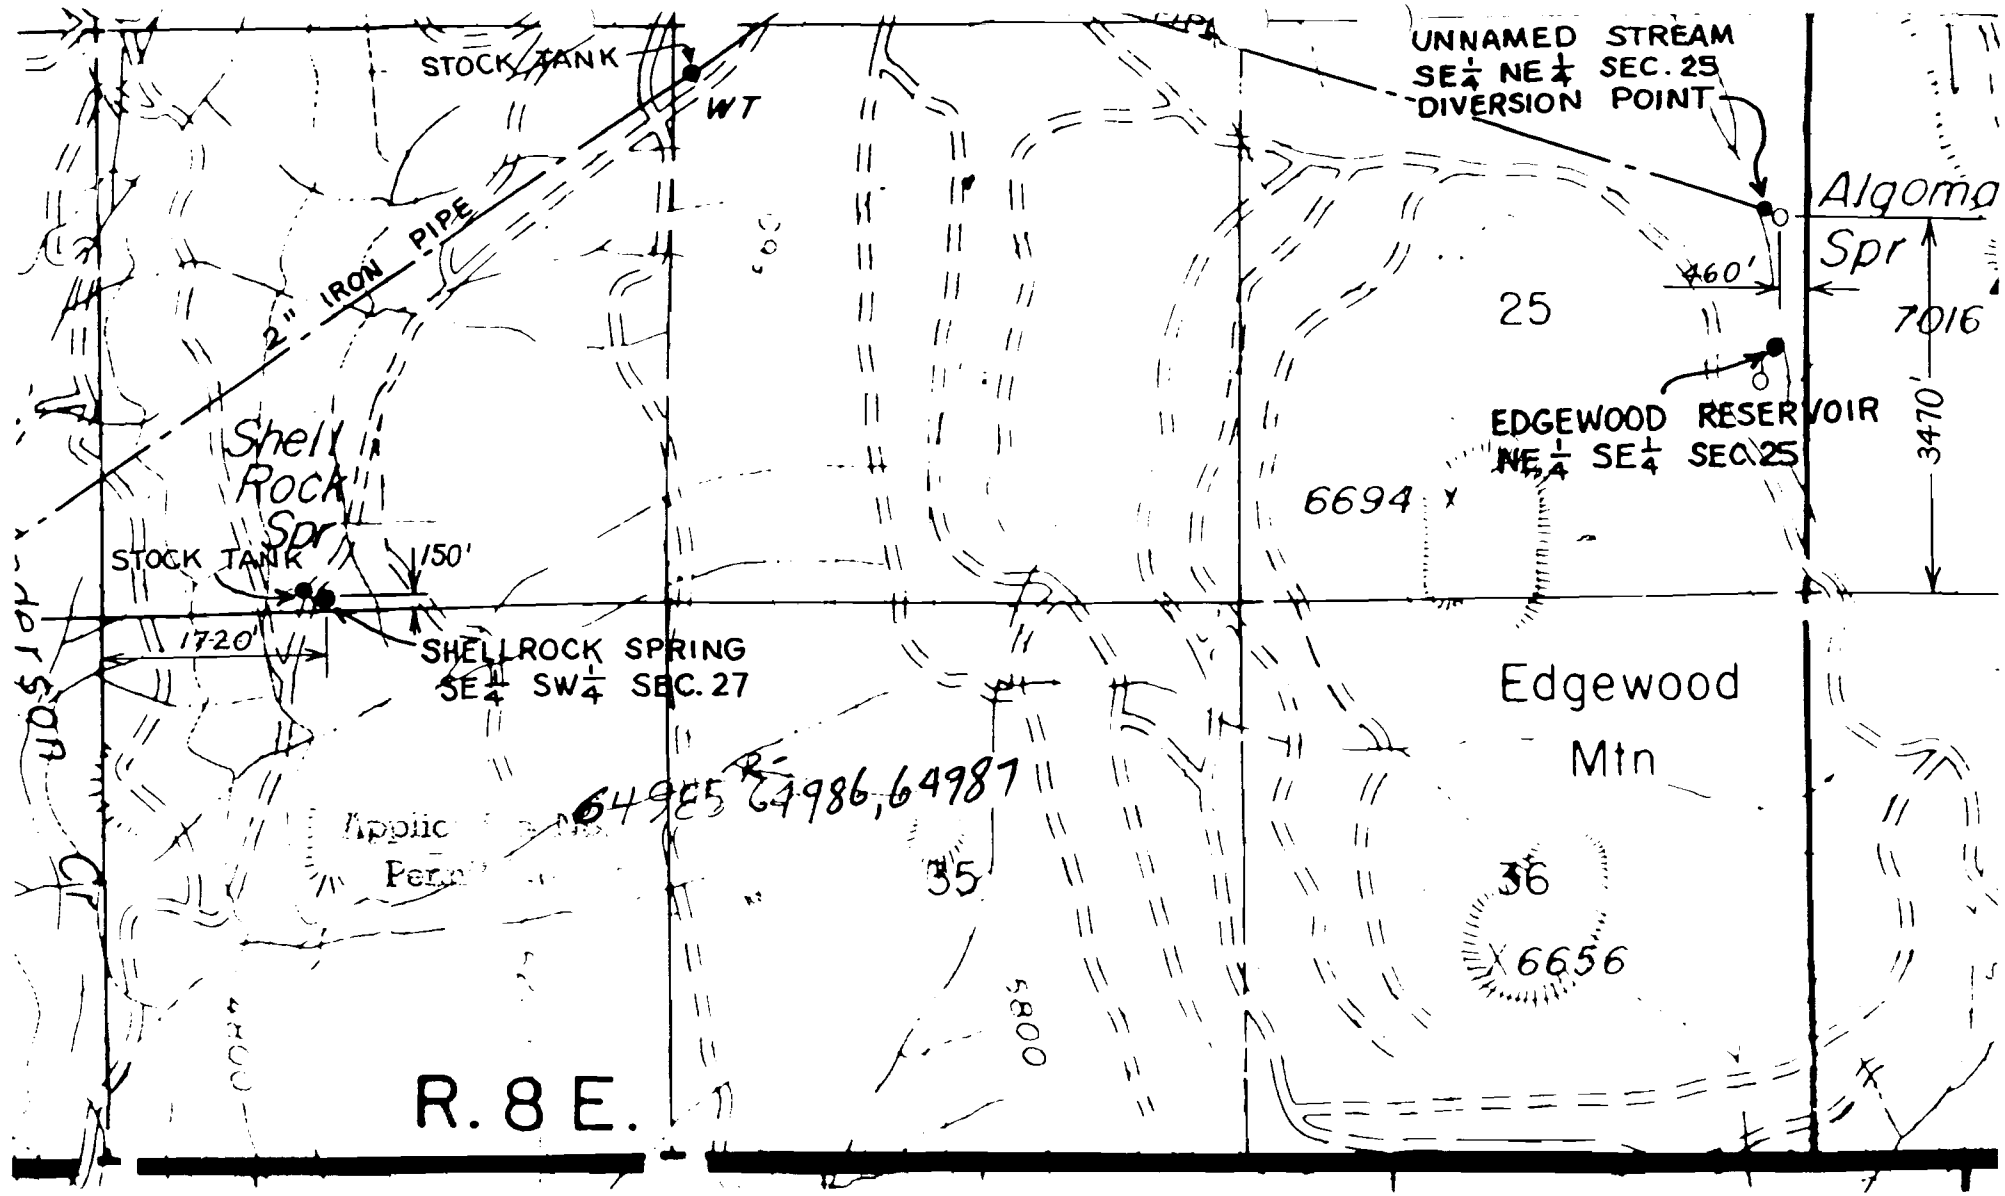 STOCK TANK
WT
UNNAMED STREAM
SE¼ NE¼ SEC. 25
DIVERSION POINT
Algoma
Spr
460'
7016
3470'
25
2" IRON PIPE
EDGEWOOD RESERVOIR
NE¼ SE¼ SEC. 25
6694
Shell
Rock
Spr
STOCK TANK
150'
1720'
SHELLROCK SPRING
SE¼ SW¼ SEC. 27
Edgewood
Mtn
R-
64985 64986, 64987
35
36
6656
Cr
4800
5800
R. 8 E.